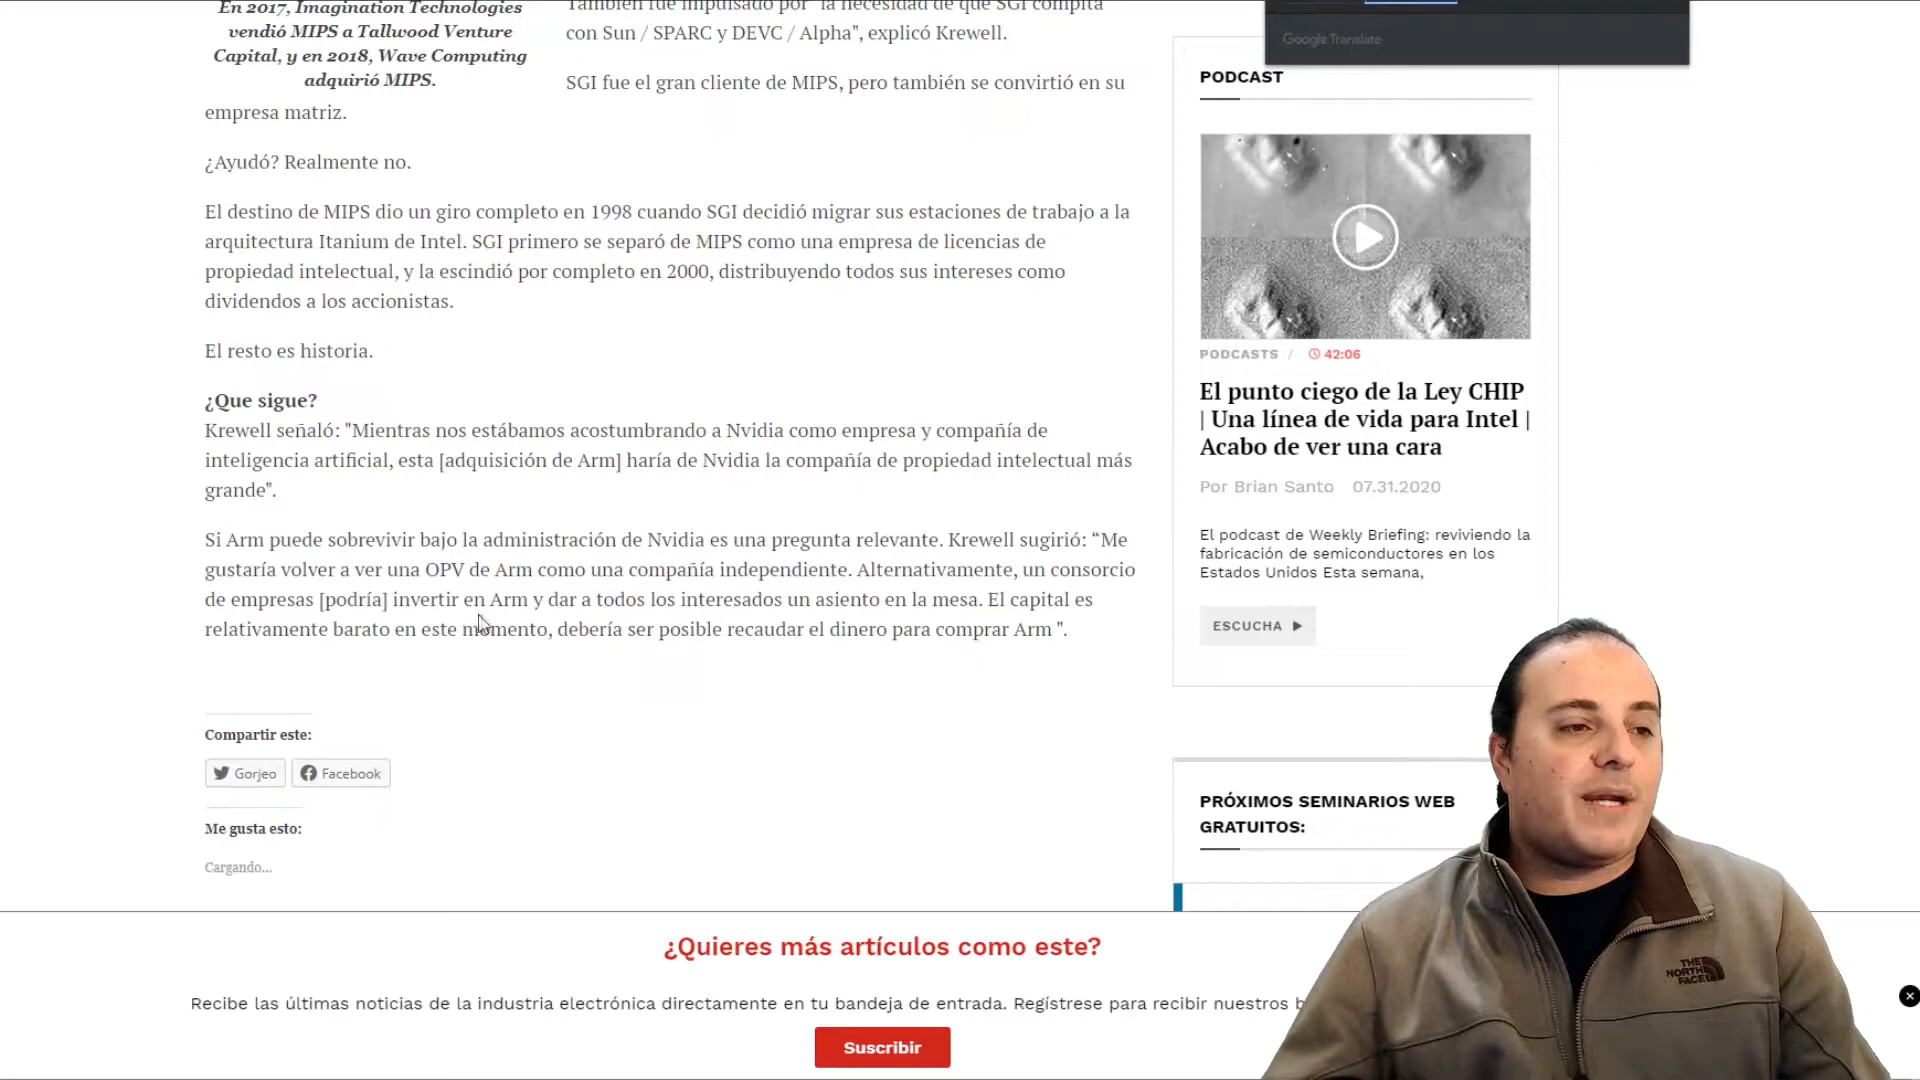 En 2017, Imagination Technologies
vendió MIPS a Tallwood Venture
Capital, y en 2018, Wave Computing
adquirió MIPS.
También fue impulsado por "la necesidad de que SGI compita
con Sun / SPARC y DEVC / Alpha", explicó Krewell.
SGI fue el gran cliente de MIPS, pero también se convirtió en su
empresa matriz.
¿Ayudó? Realmente no.
El destino de MIPS dio un giro completo en 1998 cuando SGI decidió migrar sus estaciones de trabajo a la
arquitectura Itanium de Intel. SGI primero se separó de MIPS como una empresa de licencias de
propiedad intelectual, y la escindió por completo en 2000, distribuyendo todos sus intereses como
dividendos a los accionistas.
El resto es historia.
¿Que sigue?
Krewell señaló: "Mientras nos estábamos acostumbrando a Nvidia como empresa y compañía de
inteligencia artificial, esta [adquisición de Arm] haría de Nvidia la compañía de propiedad intelectual más
grande".
Si Arm puede sobrevivir bajo la administración de Nvidia es una pregunta relevante. Krewell sugirió: “Me
gustaría volver a ver una OPV de Arm como una compañía independiente. Alternativamente, un consorcio
de empresas [podría] invertir en Arm y dar a todos los interesados un asiento en la mesa. El capital es
relativamente barato en este momento, debería ser posible recaudar el dinero para comprar Arm ".
Compartir este:
Gorjeo
Facebook
Me gusta esto:
Cargando...
Google Translate
PODCAST
PODCASTS / 42:06
El punto ciego de la Ley CHIP
| Una línea de vida para Intel |
Acabo de ver una cara
Por Brian Santo 07.31.2020
El podcast de Weekly Briefing: reviviendo la
fabricación de semiconductores en los
Estados Unidos Esta semana,
ESCUCHA
PRÓXIMOS SEMINARIOS WEB
GRATUITOS:
¿Quieres más artículos como este?
Recibe las últimas noticias de la industria electrónica directamente en tu bandeja de entrada. Regístrese para recibir nuestros
Suscribir
THE
NORTH
FACE